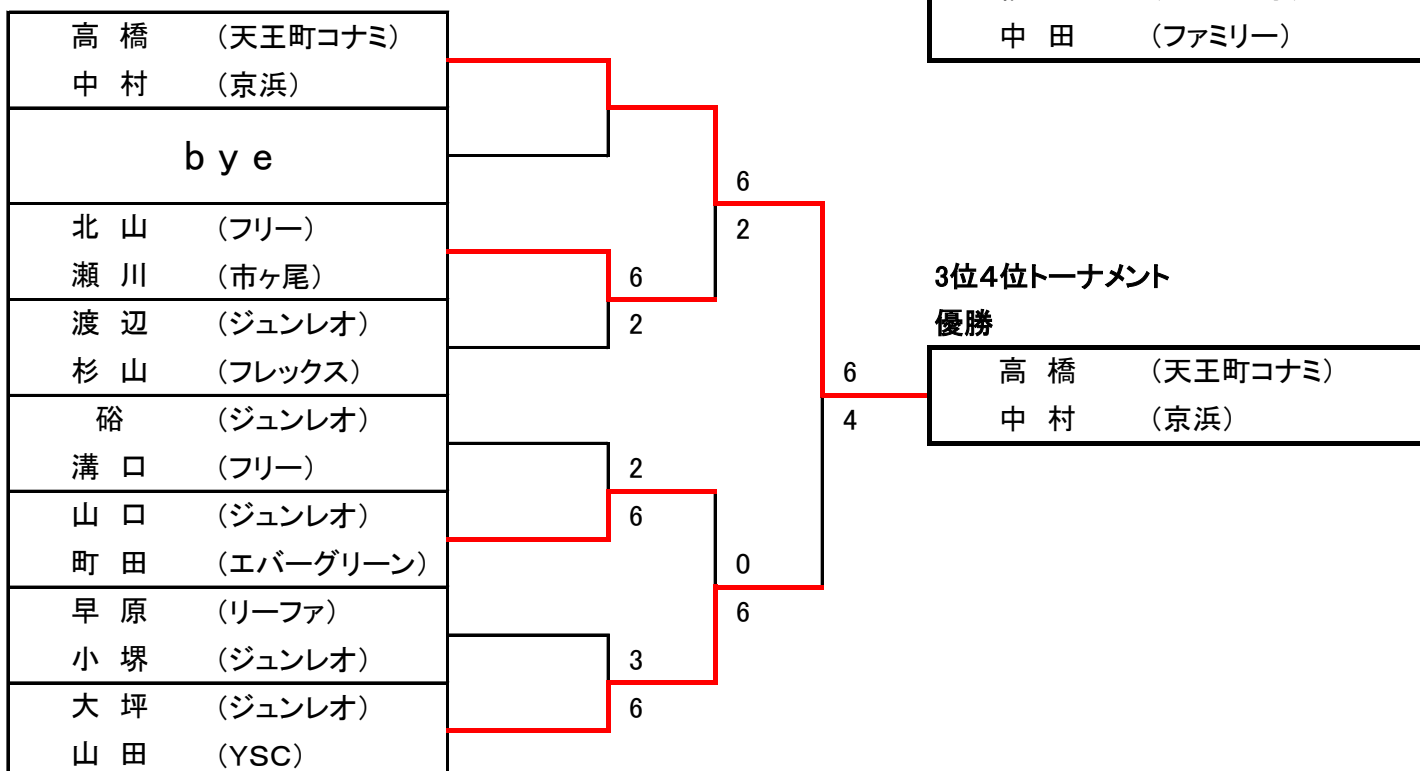 高 橋 （天王町コナミ）
中 村 （京浜）
ｂｙｅ
北 山 （フリー）
瀬 川 （市ヶ尾）
渡 辺 （ジュンレオ）
杉 山 （フレックス）
硲 （ジュンレオ）
溝 口 （フリー）
山 口 （ジュンレオ）
町 田 （エバーグリーン）
早 原 （リーファ）
小 堺 （ジュンレオ）
大 坪 （ジュンレオ）
山 田 （YSC）
6
2
2
6
3
6
6
2
0
6
6
4
中 田 （ファミリー）
3位４位トーナメント
優勝
高 橋 （天王町コナミ）
中 村 （京浜）